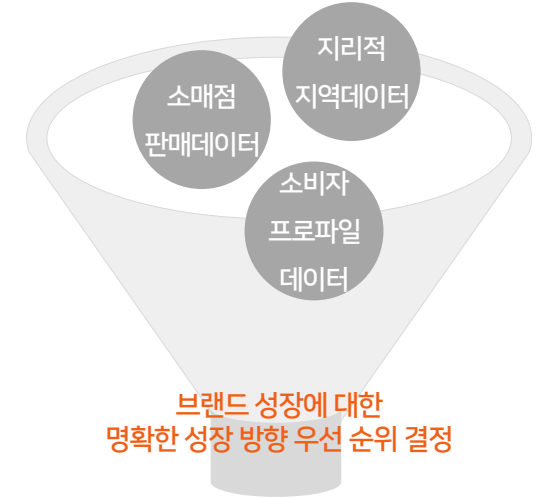 지리적
지역데이터
소매점
판매데이터
소비자
프로파일
데이터
브랜드 성장에 대한
명확한 성장 방향 우선 순위 결정